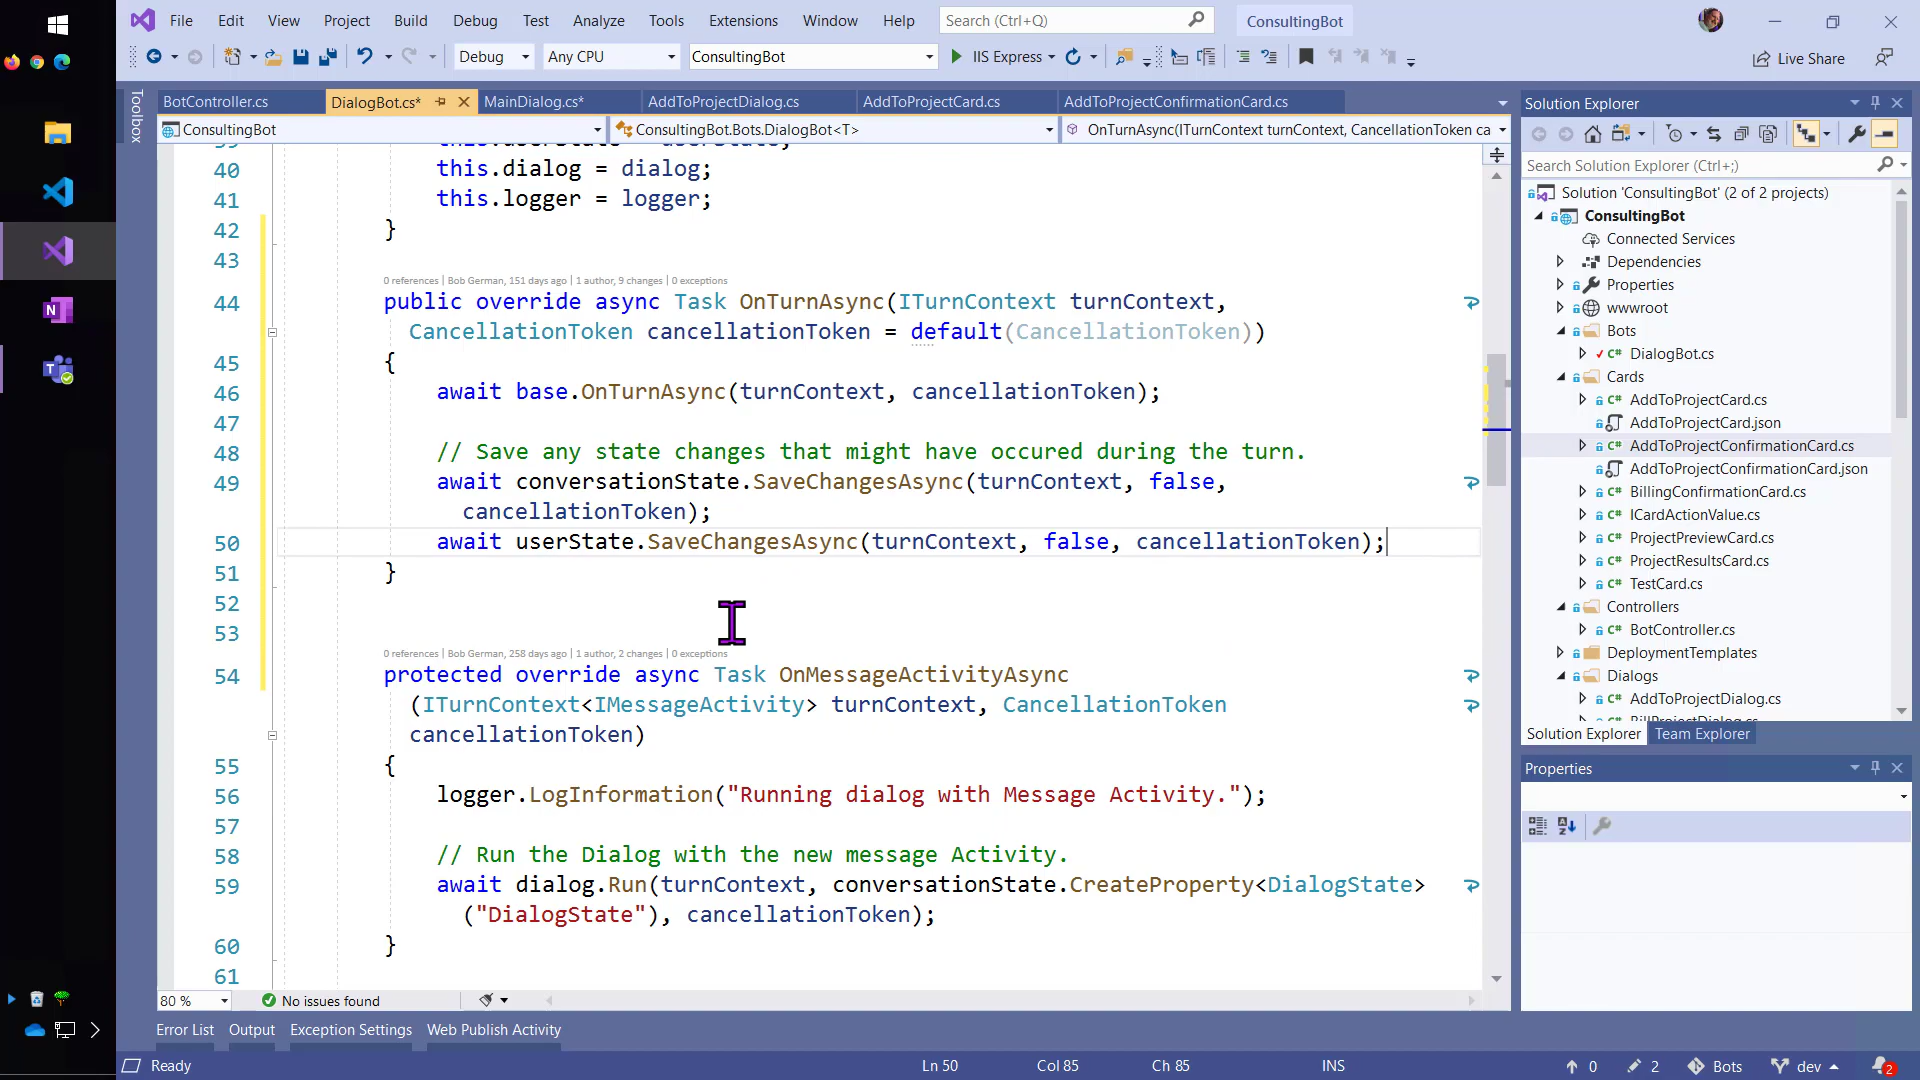 File Edit View Project Build Debug Test Analyze Tools Extensions Window Help Search (Ctrl+Q) ConsultingBot
Debug Any CPU ConsultingBot IIS Express Live Share
Toolbox
BotController.cs DialogBot.cs* MainDialog.cs* AddToProjectDialog.cs AddToProjectCard.cs AddToProjectConfirmationCard.cs
ConsultingBot ConsultingBot.Bots.DialogBot<T> OnTurnAsync(ITurnContext turnContext, CancellationToken ca
40 this.dialog = dialog;
41 this.logger = logger;
42 }
43
0 references | Bob German, 151 days ago | 1 author, 9 changes | 0 exceptions
44 public override async Task OnTurnAsync(ITurnContext turnContext,
CancellationToken cancellationToken = default(CancellationToken))
45 {
46 await base.OnTurnAsync(turnContext, cancellationToken);
47
48 // Save any state changes that might have occured during the turn.
49 await conversationState.SaveChangesAsync(turnContext, false,
cancellationToken);
50 await userState.SaveChangesAsync(turnContext, false, cancellationToken);
51 }
52
53
0 references | Bob German, 258 days ago | 1 author, 2 changes | 0 exceptions
54 protected override async Task OnMessageActivityAsync
(ITurnContext<IMessageActivity> turnContext, CancellationToken
cancellationToken)
55 {
56 logger.LogInformation("Running dialog with Message Activity.");
57
58 // Run the Dialog with the new message Activity.
59 await dialog.Run(turnContext, conversationState.CreateProperty<DialogState>
("DialogState"), cancellationToken);
60 }
61
80 % No issues found
Error List Output Exception Settings Web Publish Activity
Ready Ln 50 Col 85 Ch 85 INS 0 2 Bots dev 2
Solution Explorer
Search Solution Explorer (Ctrl+;)
Solution 'ConsultingBot' (2 of 2 projects)
ConsultingBot
Connected Services
Dependencies
Properties
wwwroot
Bots
C# DialogBot.cs
Cards
C# AddToProjectCard.cs
AddToProjectCard.json
C# AddToProjectConfirmationCard.cs
AddToProjectConfirmationCard.json
C# BillingConfirmationCard.cs
C# ICardActionValue.cs
C# ProjectPreviewCard.cs
C# ProjectResultsCard.cs
C# TestCard.cs
Controllers
C# BotController.cs
DeploymentTemplates
Dialogs
C# AddToProjectDialog.cs
Solution Explorer Team Explorer
Properties